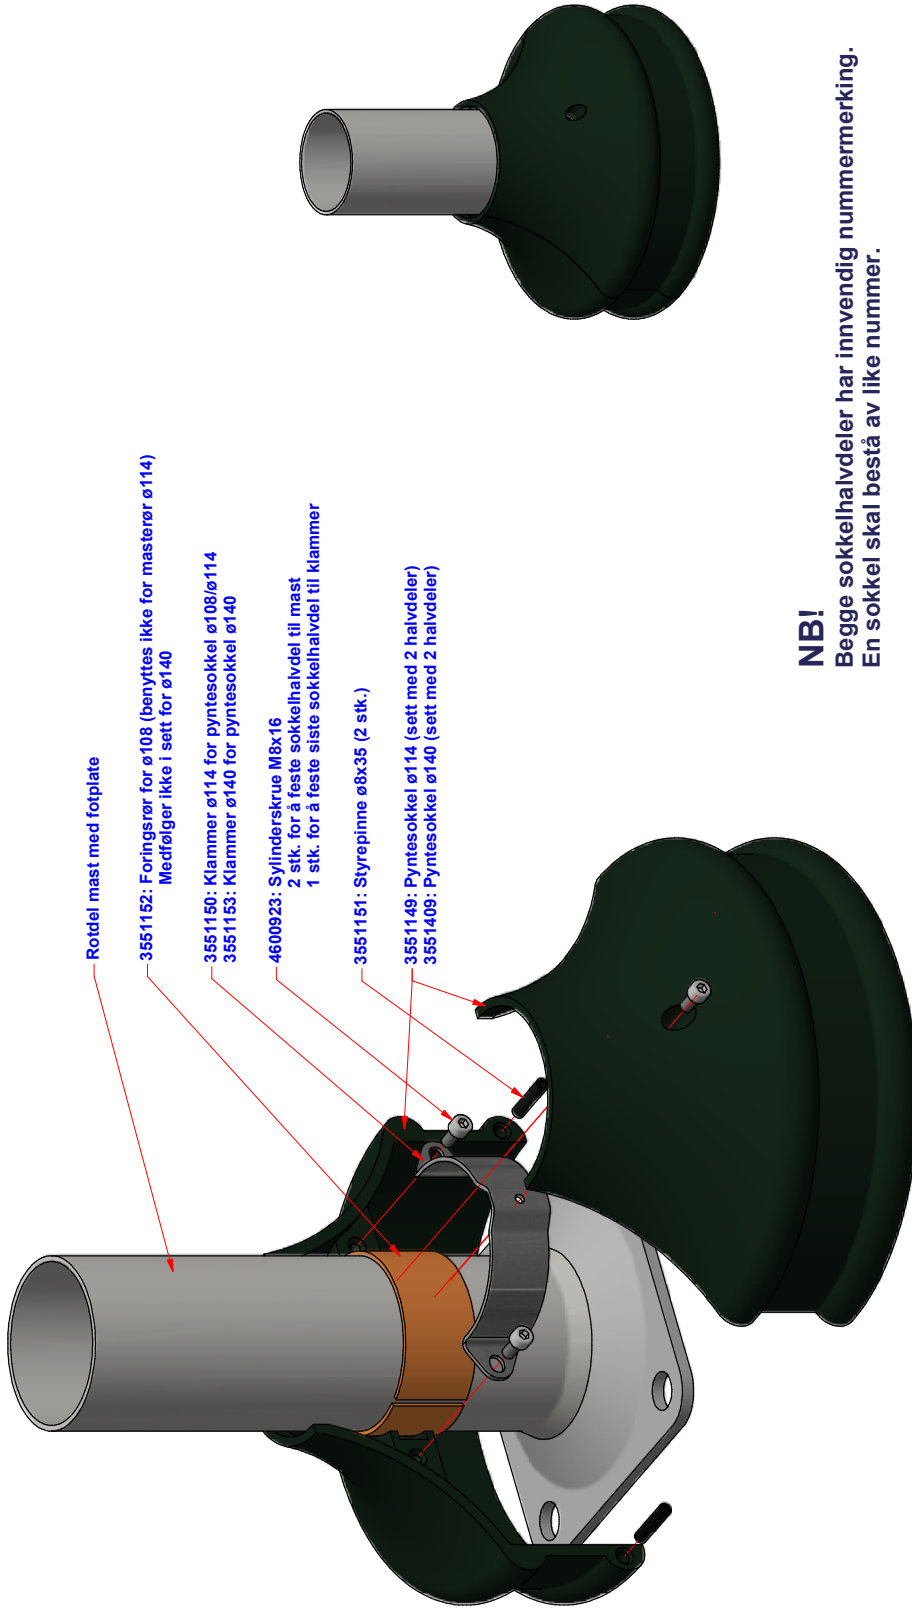 Rotdel mast med fotplate
3551152: Foringsrør for ø108 (benyttes ikke for masterør ø114)
Medfølger ikke i sett for ø140
3551150: Klammer ø114 for pyntesokkel ø108/ø114
3551153: Klammer ø140 for pyntesokkel ø140
4600923: Sylinderskrue M8x16
2 stk. for å feste sokkelhalvdel til mast
1 stk. for å feste siste sokkelhalvdel til klammer
3551151: Styrepinne ø8x35 (2 stk.)
3551149: Pyntesokkel ø114 (sett med 2 halvdeler)
3551409: Pyntesokkel ø140 (sett med 2 halvdeler)
NB!
Begge sokkelhalvdeler har innvendig nummermerking.
En sokkel skal bestå av like nummer.